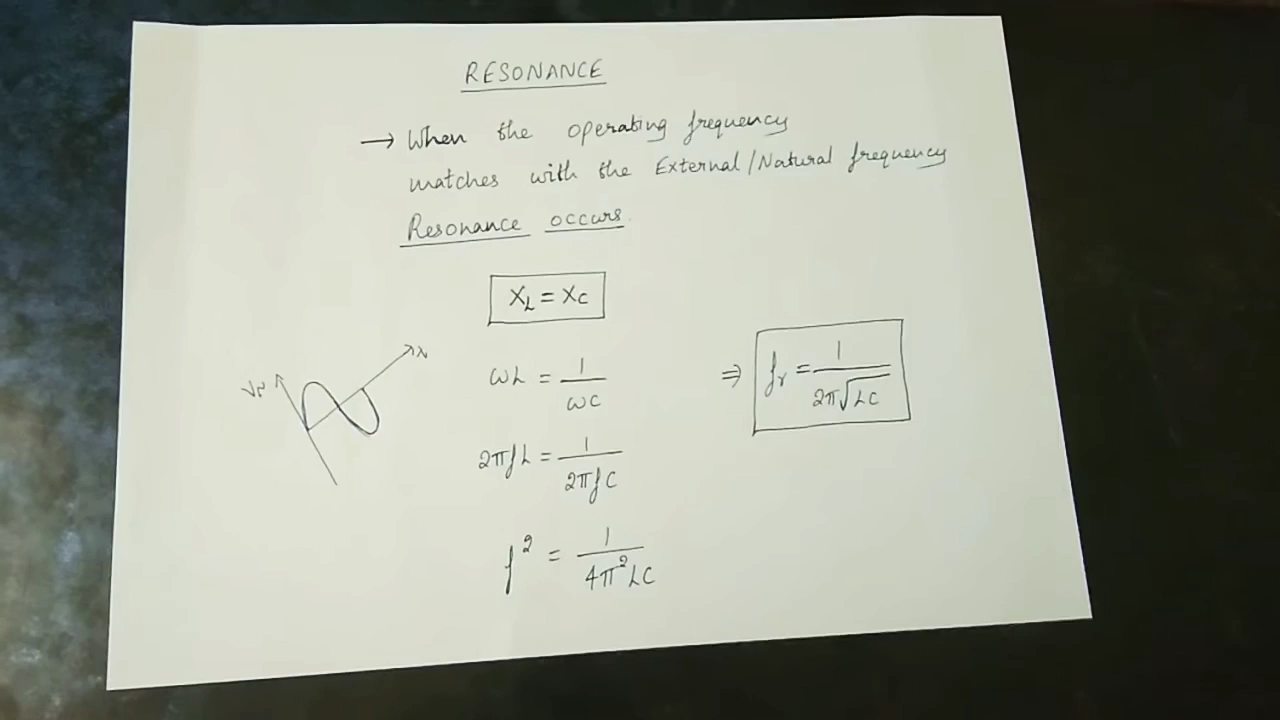 RESONANCE
→ When the operating frequency
matches with the External/Natural frequency
Resonance occurs.
X_L = X_C
ωL = 1/ωC
2πfL = 1/2πfC
f² = 1/4π²LC
⇒ f_r = 1/2π√LC